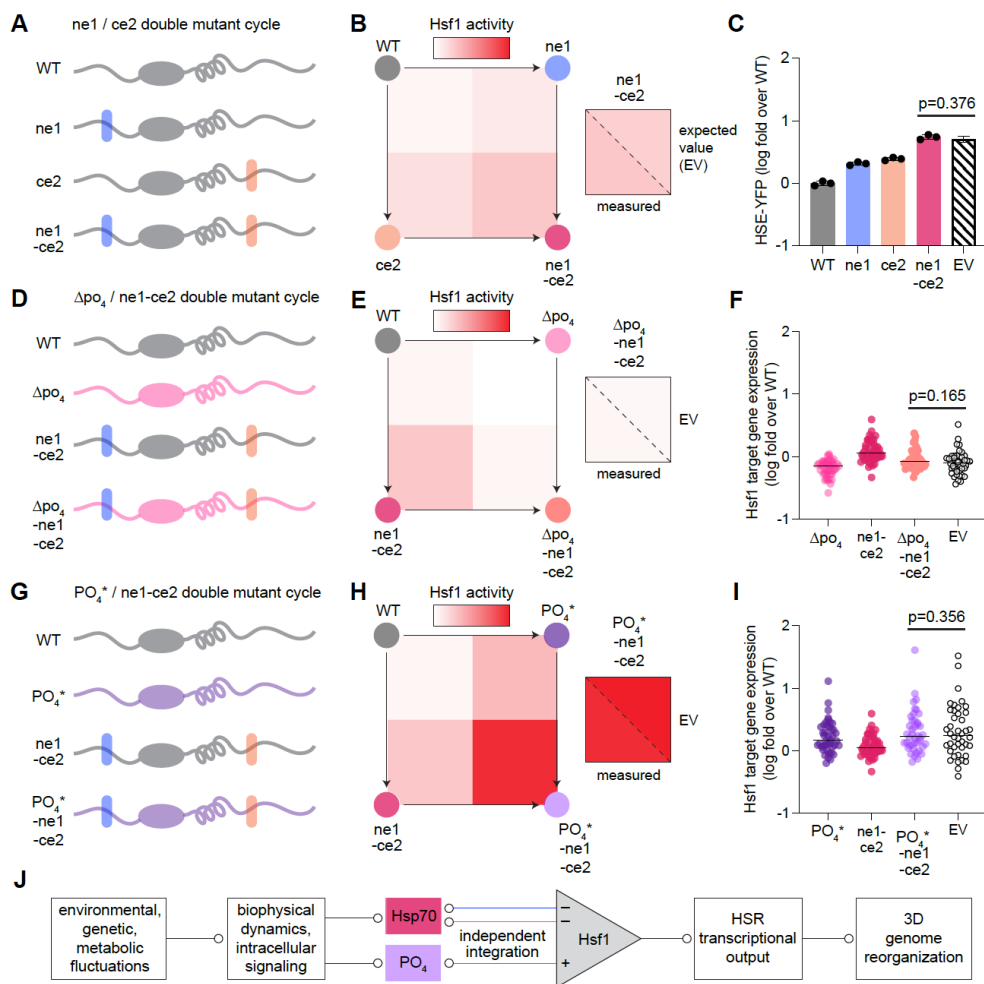 A
ne1 / ce2 double mutant cycle
WT
ne1
ce2
ne1
-ce2
B
Hsf1 activity
WT
ne1
ce2
ne1
-ce2
ne1
-ce2
expected
value
(EV)
measured
C
HSE-YFP (log fold over WT)
2
1
0
-1
p=0.376
WT
ne1
ce2
ne1
-ce2
EV
D
Δpo₄ / ne1-ce2 double mutant cycle
WT
Δpo₄
ne1
-ce2
Δpo₄
-ne1
-ce2
E
Hsf1 activity
WT
Δpo₄
ne1
-ce2
Δpo₄
-ne1
-ce2
Δpo₄
-ne1
-ce2
EV
measured
F
Hsf1 target gene expression
(log fold over WT)
2
1
0
-1
p=0.165
Δpo₄
ne1-
ce2
Δpo₄
-ne1
-ce2
EV
G
PO₄* / ne1-ce2 double mutant cycle
WT
PO₄*
ne1
-ce2
PO₄*
-ne1
-ce2
H
Hsf1 activity
WT
PO₄*
ne1
-ce2
PO₄*
-ne1
-ce2
PO₄*
-ne1
-ce2
EV
measured
I
Hsf1 target gene expression
(log fold over WT)
2
1
0
-1
p=0.356
PO₄*
ne1-
ce2
PO₄*
-ne1
-ce2
EV
J
environmental,
genetic,
metabolic
fluctuations
biophysical
dynamics,
intracellular
signaling
Hsp70
PO₄
independent
integration
−
−
+
Hsf1
HSR
transcriptional
output
3D
genome
reorganization